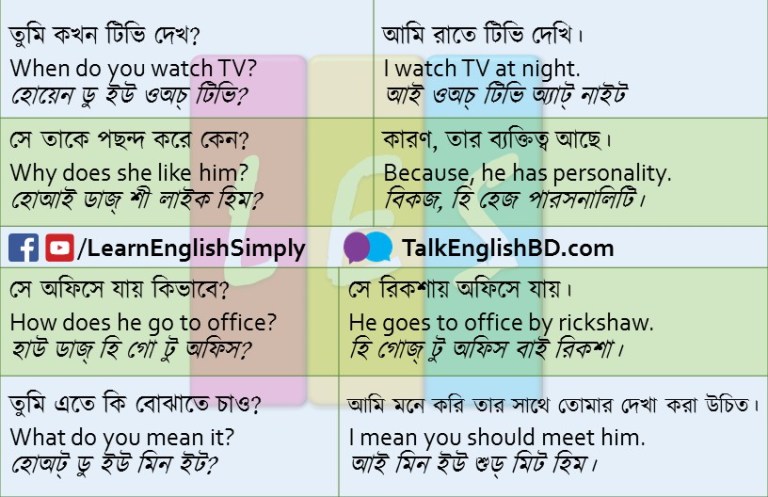 তুমি কখন টিভি দেখ?
When do you watch TV?
হোয়েন ডু ইউ ওঅচ্ টিভি?
আমি রাতে টিভি দেখি।
I watch TV at night.
আই ওঅচ্ টিভি অ্যাট্ নাইট
সে তাকে পছন্দ করে কেন?
Why does she like him?
হোআই ডাজ্ শী লাইক হিম?
কারণ, তার ব্যক্তিত্ব আছে।
Because, he has personality.
বিকজ, হি হেজ পারসনালিটি।
/LearnEnglishSimply
TalkEnglishBD.com
সে অফিসে যায় কিভাবে?
How does he go to office?
হাউ ডাজ্ হি গো টু অফিস?
সে রিকশায় অফিসে যায়।
He goes to office by rickshaw.
হি গোজ্ টু অফিস বাই রিকশা।
তুমি এতে কি বোঝাতে চাও?
What do you mean it?
হোঅট্ ডু ইউ মিন ইট?
আমি মনে করি তার সাথে তোমার দেখা করা উচিত।
I mean you should meet him.
আই মিন ইউ শুড্ মিট হিম।
LES